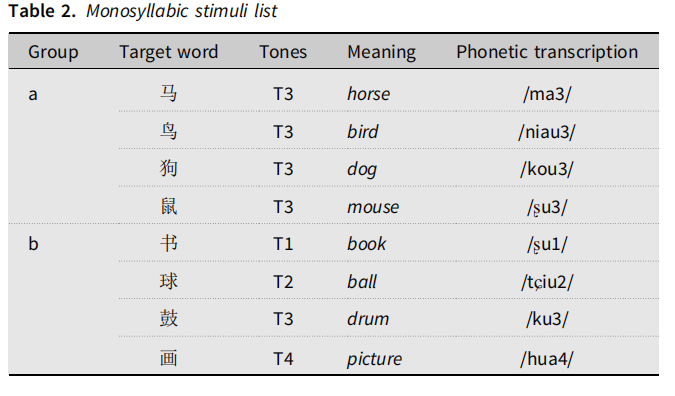 Table 2. Monosyllabic stimuli list
Group Target word Tones Meaning Phonetic transcription
a 马 T3 horse /ma3/
鸟 T3 bird /niau3/
狗 T3 dog /kou3/
鼠 T3 mouse /ʂu3/
b 书 T1 book /ʂu1/
球 T2 ball /tɕiu2/
鼓 T3 drum /ku3/
画 T4 picture /hua4/